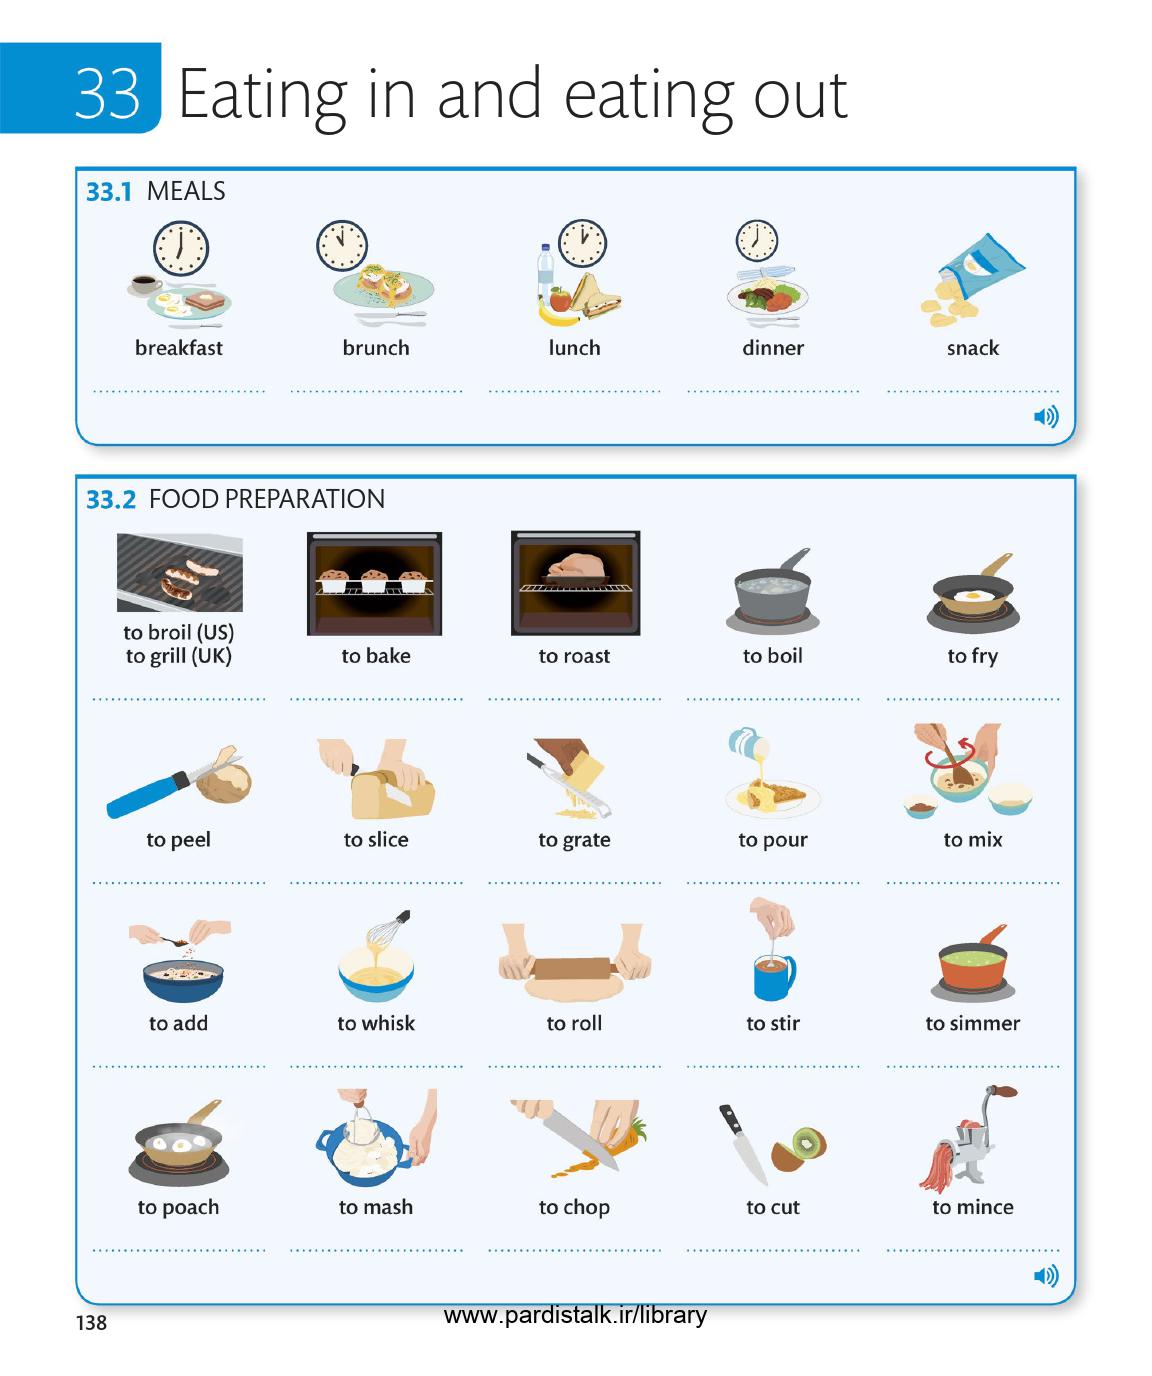 33 Eating in and eating out
33.1 MEALS
breakfast brunch lunch dinner snack
33.2 FOOD PREPARATION
to broil (US)
to grill (UK) to bake to roast to boil to fry
to peel to slice to grate to pour to mix
to add to whisk to roll to stir to simmer
to poach to mash to chop to cut to mince
138 www.pardistalk.ir/library